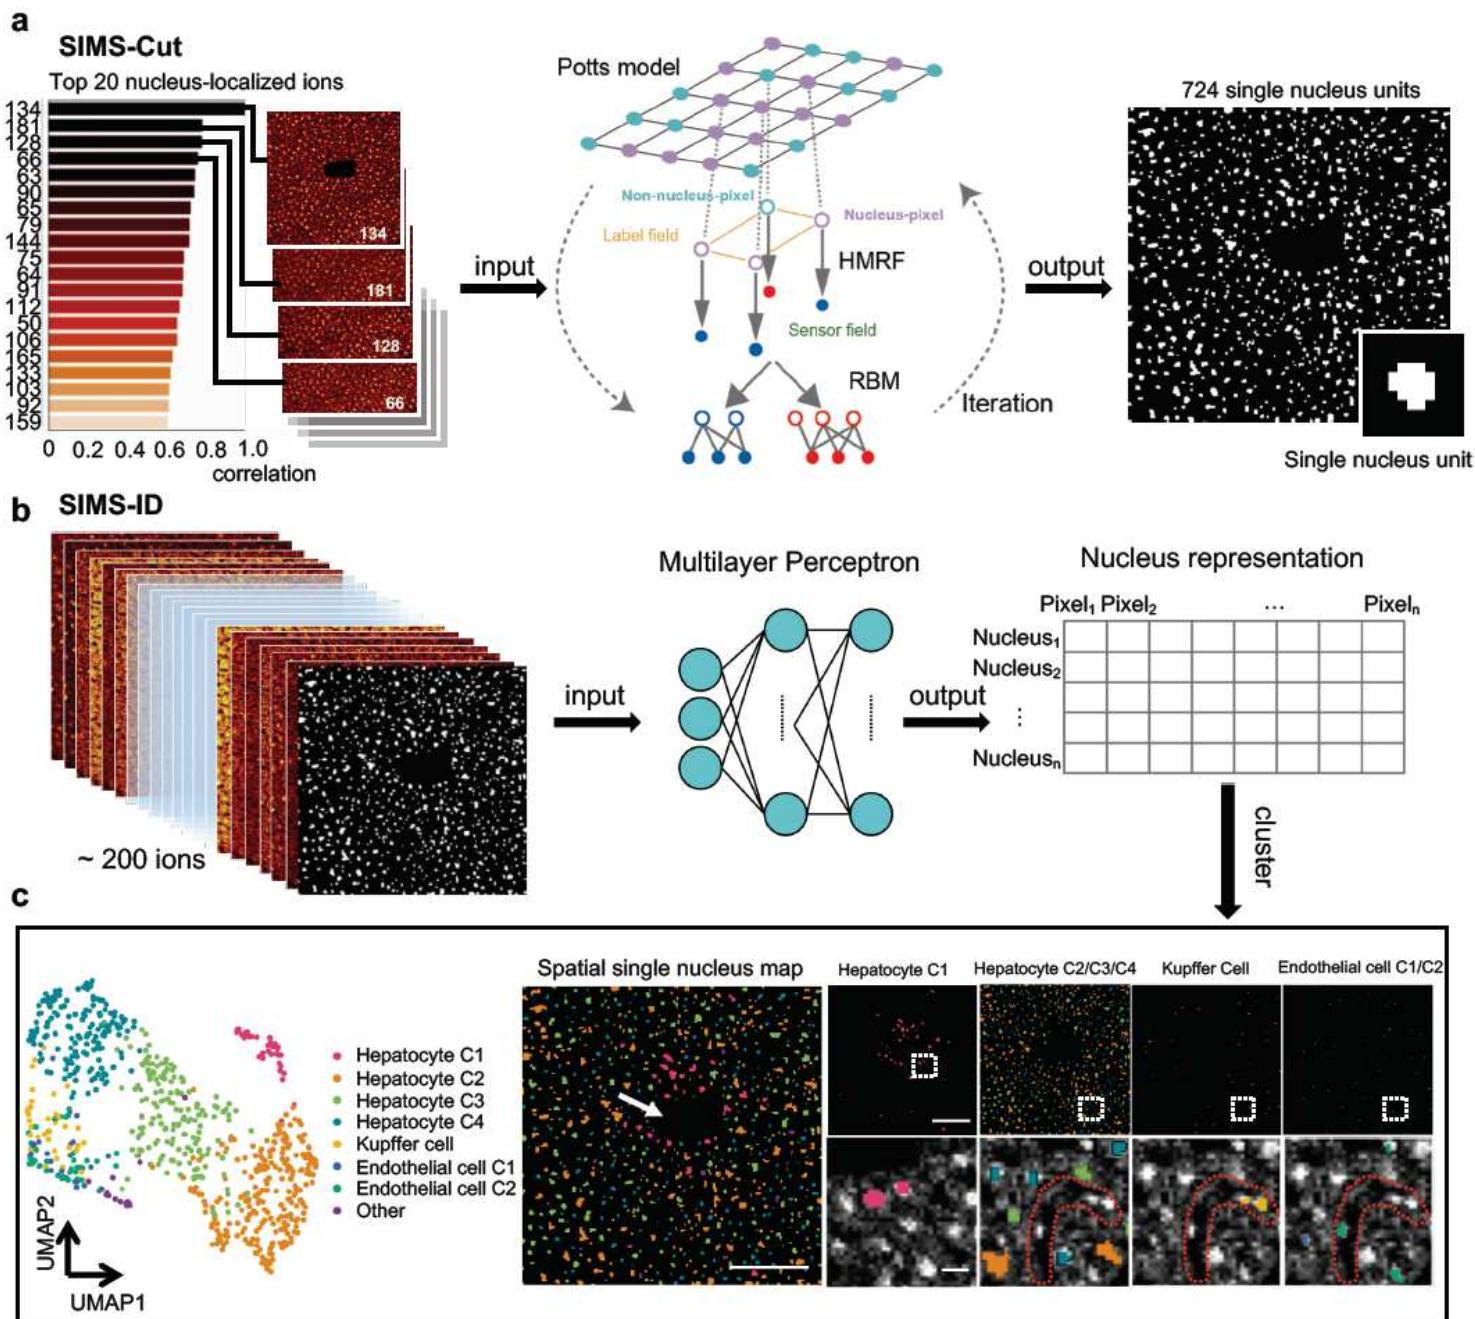 a
SIMS-Cut
Top 20 nucleus-localized ions
134
181
128
66
63
90
65
79
144
75
64
91
112
50
106
165
133
103
92
159
0 0.2 0.4 0.6 0.8 1.0
correlation
134
181
128
66
input
Potts model
Non-nucleus-pixel
Nucleus-pixel
Label field
HMRF
Sensor field
RBM
Iteration
output
724 single nucleus units
Single nucleus unit
b
SIMS-ID
~ 200 ions
input
Multilayer Perceptron
output
Nucleus representation
Pixel₁ Pixel₂ ... Pixelₙ
Nucleus₁
Nucleus₂
⋮
Nucleusₙ
cluster
c
UMAP2
UMAP1
Hepatocyte C1
Hepatocyte C2
Hepatocyte C3
Hepatocyte C4
Kupffer cell
Endothelial cell C1
Endothelial cell C2
Other
Spatial single nucleus map
Hepatocyte C1
Hepatocyte C2/C3/C4
Kupffer Cell
Endothelial cell C1/C2